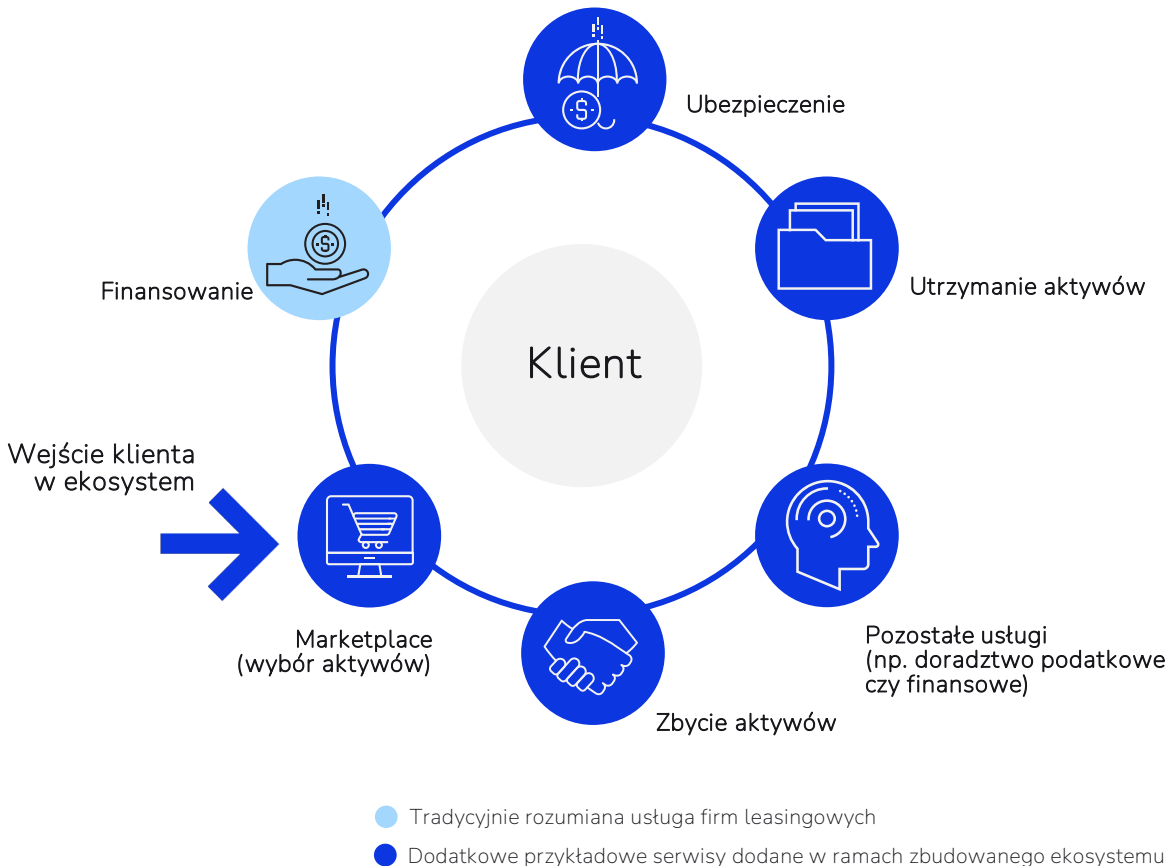 Ubezpieczenie
Utrzymanie aktywów
Finansowanie
Klient
Wejście klienta
w ekosystem
Marketplace
(wybór aktywów)
Pozostałe usługi
(np. doradztwo podatkowe
czy finansowe)
Zbycie aktywów
Tradycyjnie rozumiana usługa firm leasingowych
Dodatkowe przykładowe serwisy dodane w ramach zbudowanego ekosystemu